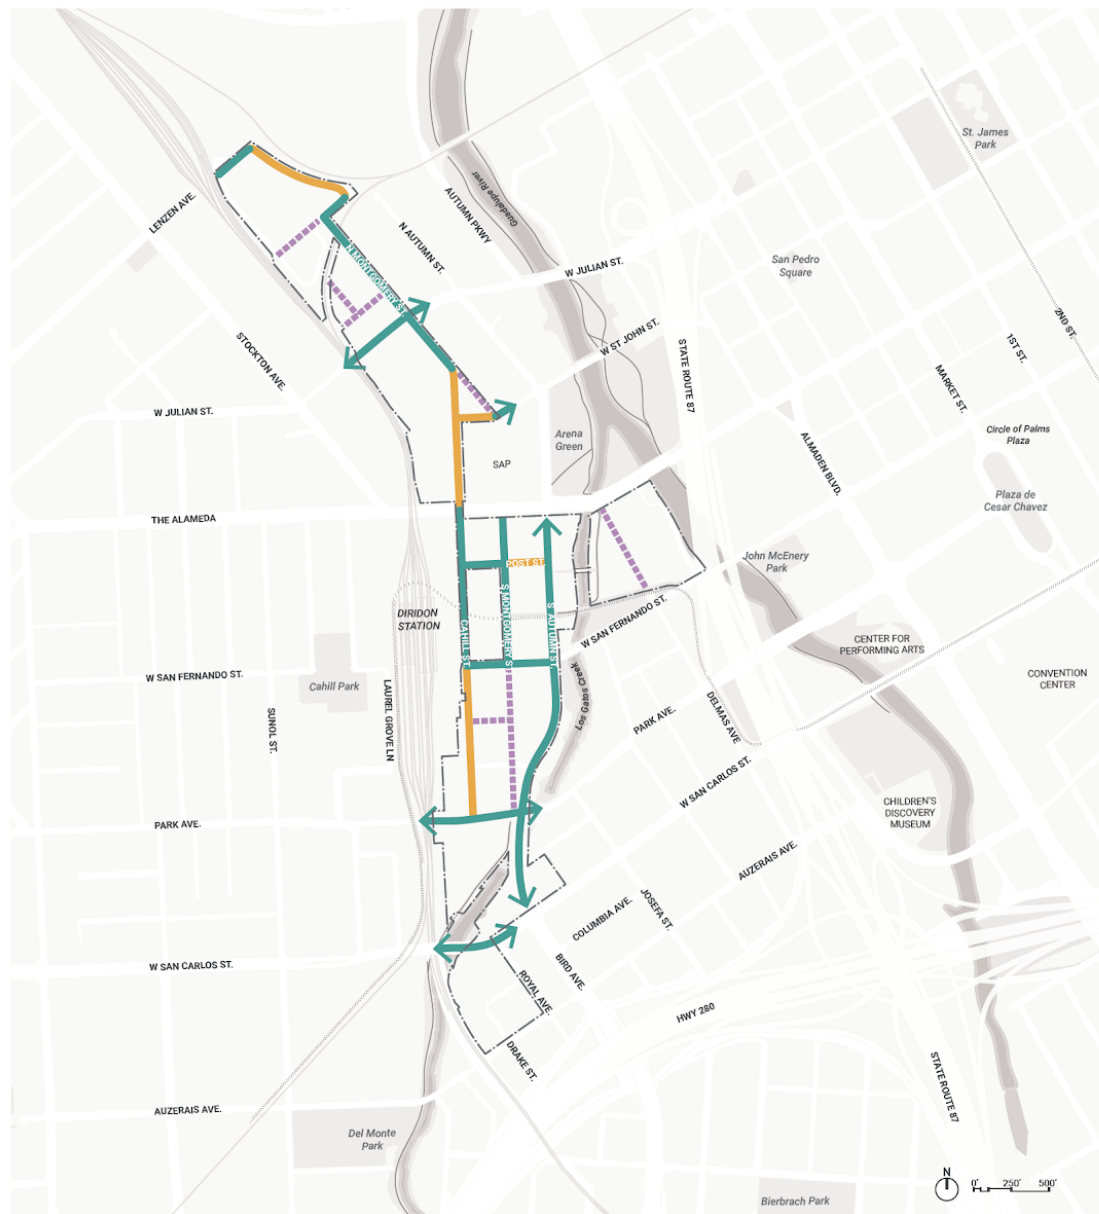 St. James
Park
LENZEN AVE.
AUTUMN PKWY
Guadalupe River
N AUTUMN ST.
San Pedro
Square
N MONTGOMERY ST.
W JULIAN ST.
W ST JOHN ST.
2ND ST.
1ST ST.
STOCKTON AVE.
STATE ROUTE 87
MARKET ST.
W JULIAN ST.
Arena
Green
Circle of Palms
Plaza
ALMADEN BLVD.
SAP
Plaza de
Cesar Chavez
THE ALAMEDA
POST ST.
John McEnery
Park
DIRIDON
STATION
CAHILL ST.
S MONTGOMERY S
S AUTUMN ST.
W SAN FERNANDO ST.
CENTER FOR
PERFORMING ARTS
W SAN FERNANDO ST.
Cahill Park
CONVENTION
CENTER
Los Gatos Creek
SUNOL ST.
LAUREL GROVE LN
PARK AVE.
DELMAS AVE
W SAN CARLOS ST.
CHILDREN'S
DISCOVERY
MUSEUM
PARK AVE.
AUZERAIS AVE.
COLUMBIA AVE.
JOSEFA ST.
W SAN CARLOS ST.
ROYAL AVE.
BIRD AVE.
HWY 280
DRAKE ST.
STATE ROUTE 87
AUZERAIS AVE.
Del Monte
Park
N
0' 250' 500'
Bierbrach Park